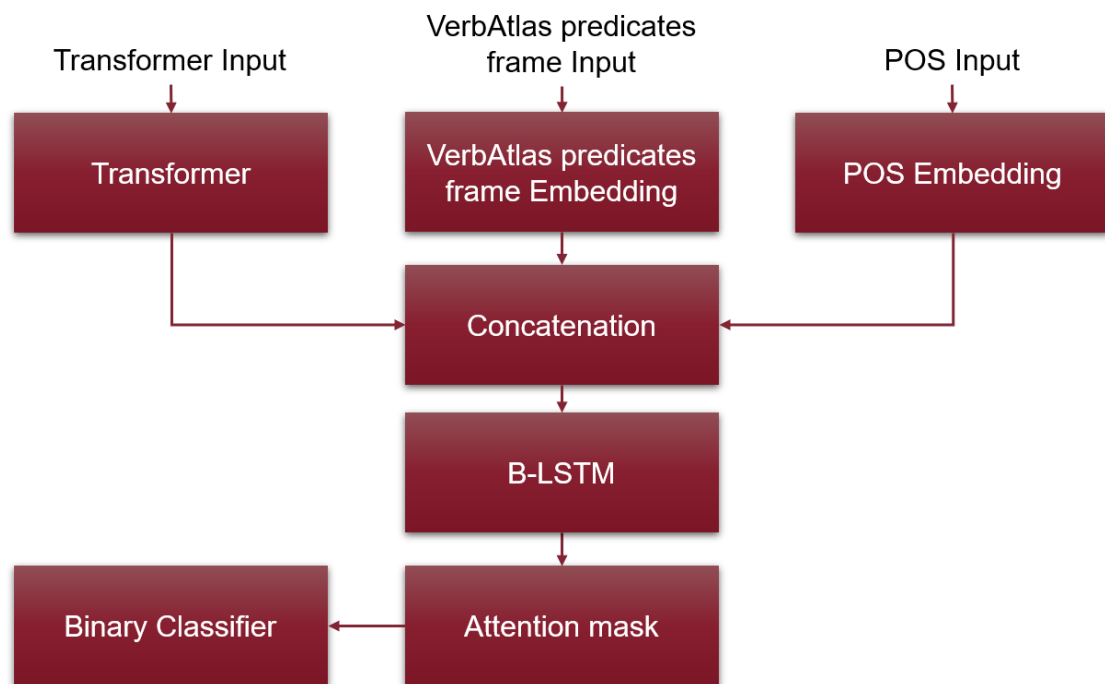 Transformer Input
VerbAtlas predicates
frame Input
POS Input
Transformer
VerbAtlas predicates
frame Embedding
POS Embedding
Concatenation
B-LSTM
Binary Classifier
Attention mask